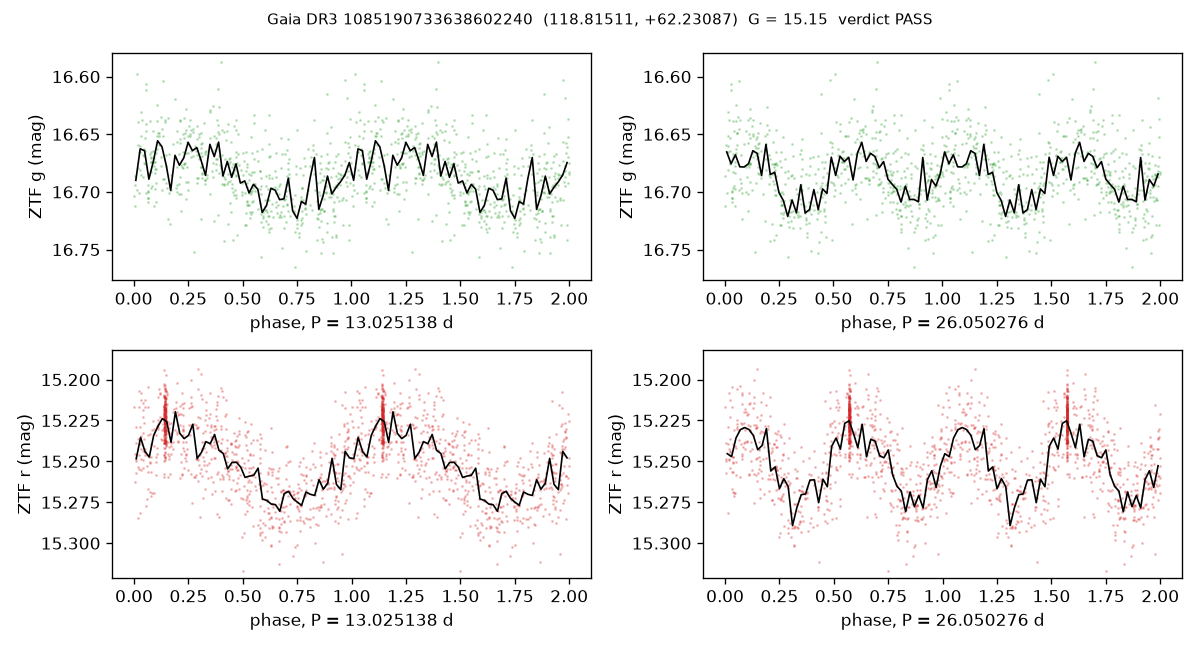 Gaia DR3 1085190733638602240 (118.81511, +62.23087) G = 15.15 verdict PASS
ZTF g (mag)
16.60
16.65
16.70
16.75
0.00 0.25 0.50 0.75 1.00 1.25 1.50 1.75 2.00
phase, P = 13.025138 d
ZTF g (mag)
16.60
16.65
16.70
16.75
0.00 0.25 0.50 0.75 1.00 1.25 1.50 1.75 2.00
phase, P = 26.050276 d
ZTF r (mag)
15.200
15.225
15.250
15.275
15.300
0.00 0.25 0.50 0.75 1.00 1.25 1.50 1.75 2.00
phase, P = 13.025138 d
ZTF r (mag)
15.200
15.225
15.250
15.275
15.300
0.00 0.25 0.50 0.75 1.00 1.25 1.50 1.75 2.00
phase, P = 26.050276 d